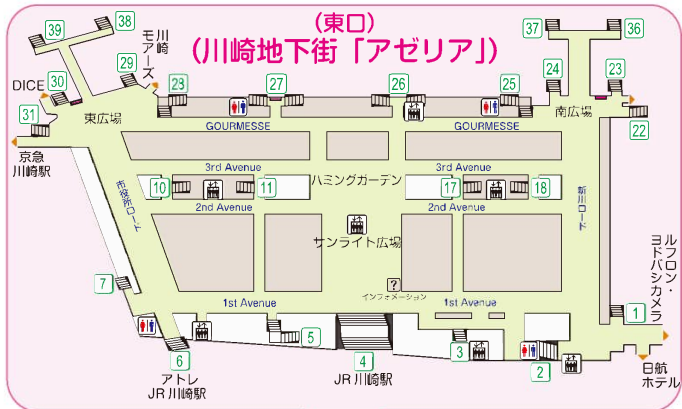 (東口)
(川崎地下街「アゼリア」)
39
38
37
36
川崎
モアーズ
29
DICE
30
28
27
26
25
24
23
31
東広場
南広場
22
GOURMESSE
GOURMESSE
京急
川崎駅
3rd Avenue
3rd Avenue
10
11
ハミングガーデン
17
18
市役所ロード
新川ロード
2nd Avenue
2nd Avenue
サンライト広場
ルフロン・
ヨドバシカメラ
7
?
インフォメーション
1st Avenue
1st Avenue
1
6
5
4
3
2
アトレ
JR川崎駅
JR川崎駅
日航
ホテル